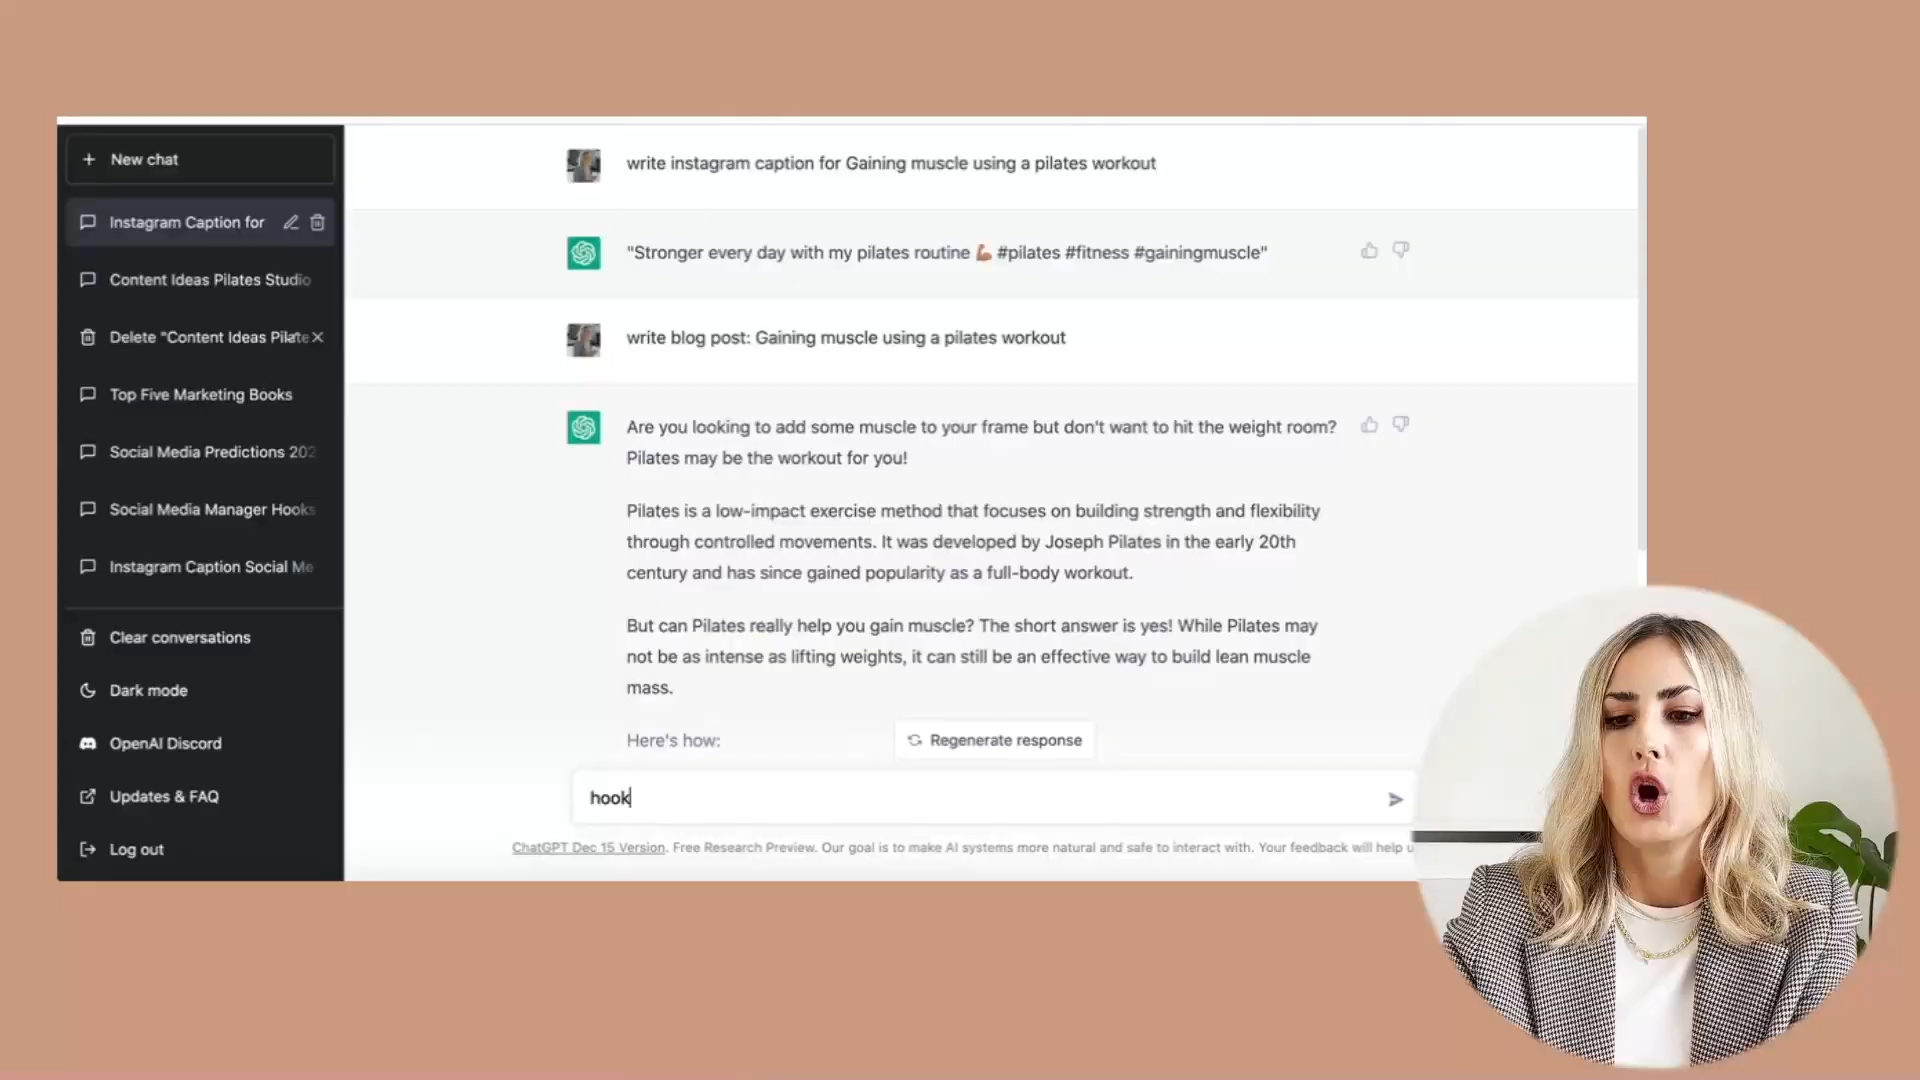 New chat
Instagram Caption for
Content Ideas Pilates Studio
Delete "Content Ideas Pilate
Top Five Marketing Books
Social Media Predictions 202
Social Media Manager Hooks
Instagram Caption Social Me
Clear conversations
Dark mode
OpenAI Discord
Updates & FAQ
Log out
write instagram caption for Gaining muscle using a pilates workout
"Stronger every day with my pilates routine 💪🏽 #pilates #fitness #gainingmuscle"
write blog post: Gaining muscle using a pilates workout
Are you looking to add some muscle to your frame but don't want to hit the weight room?
Pilates may be the workout for you!
Pilates is a low-impact exercise method that focuses on building strength and flexibility
through controlled movements. It was developed by Joseph Pilates in the early 20th
century and has since gained popularity as a full-body workout.
But can Pilates really help you gain muscle? The short answer is yes! While Pilates may
not be as intense as lifting weights, it can still be an effective way to build lean muscle
mass.
Here's how:
Regenerate response
hook
ChatGPT Dec 15 Version. Free Research Preview. Our goal is to make AI systems more natural and safe to interact with. Your feedback will help u